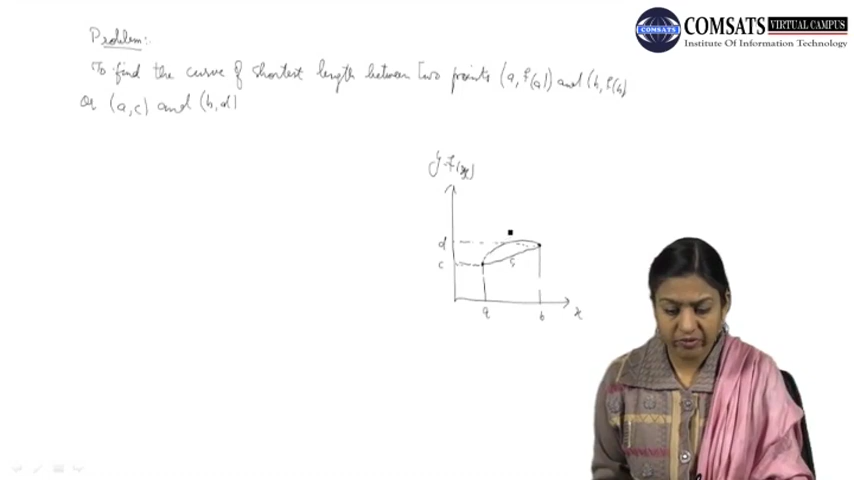 COMSATS VIRTUAL CAMPUS
COMSATS
Institute Of Information Technology
Problem:-
To find the curve of shortest length between two points (a, f(a)) and (b, f(b)
or (a,c) and (b,d)
y=f(x)
d
c
a
b
x